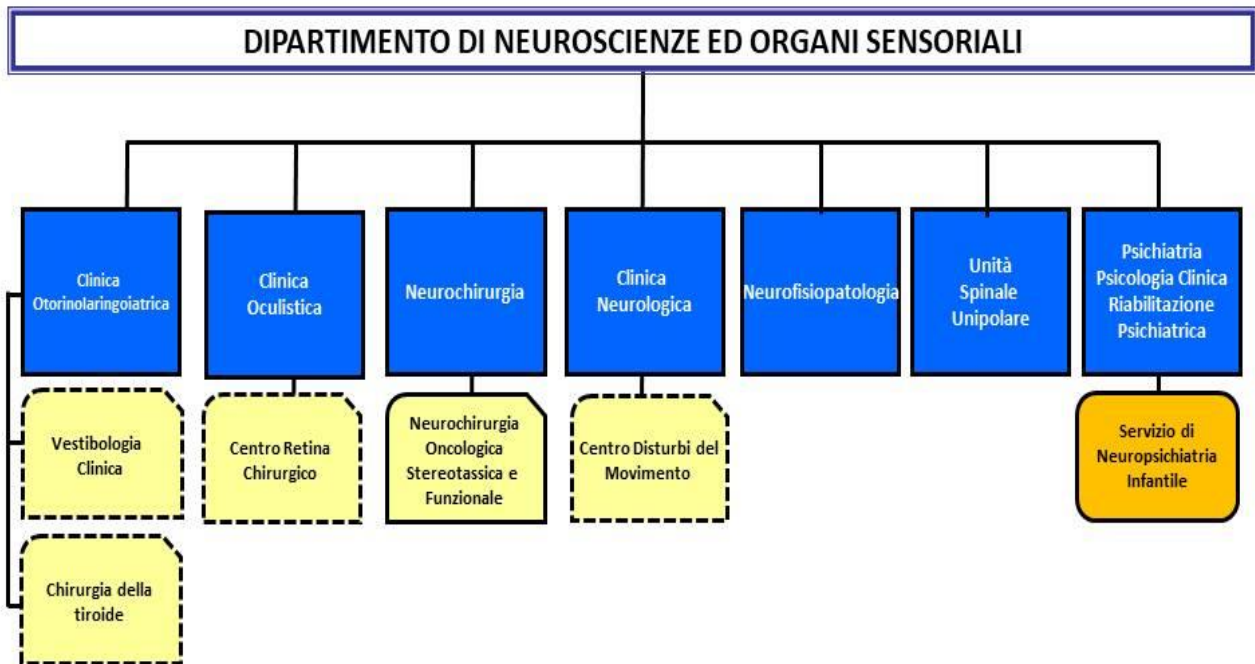 DIPARTIMENTO DI NEUROSCIENZE ED ORGANI SENSORIALI
Clinica
Otorinolaringoiatrica
Clinica
Oculistica
Neurochirurgia
Clinica
Neurologica
Neurofisiopatologia
Unità
Spinale
Unipolare
Psichiatria
Psicologia Clinica
Riabilitazione
Psichiatrica
Vestibologia
Clinica
Centro Retina
Chirurgico
Neurochirurgia
Oncologica
Stereotassica e
Funzionale
Centro Disturbi del
Movimento
Servizio di
Neuropsichiatria
Infantile
Chirurgia della
tiroide